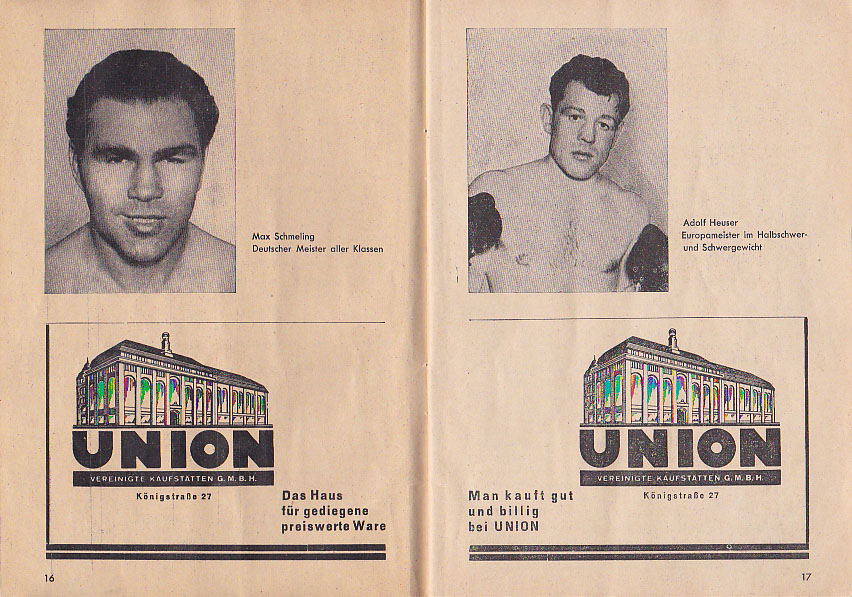 Max Schmeling
Deutscher Meister aller Klassen
UNION
VEREINIGTE KAUFSTÄTTEN G.M.B.H.
Königstraße 27
Das Haus
für gediegene
preiswerte Ware
16
Adolf Heuser
Europameister im Halbschwer-
und Schwergewicht
UNION
VEREINIGTE KAUFSTÄTTEN G.M.B.H.
Königstraße 27
Man kauft gut
und billig
bei UNION
17